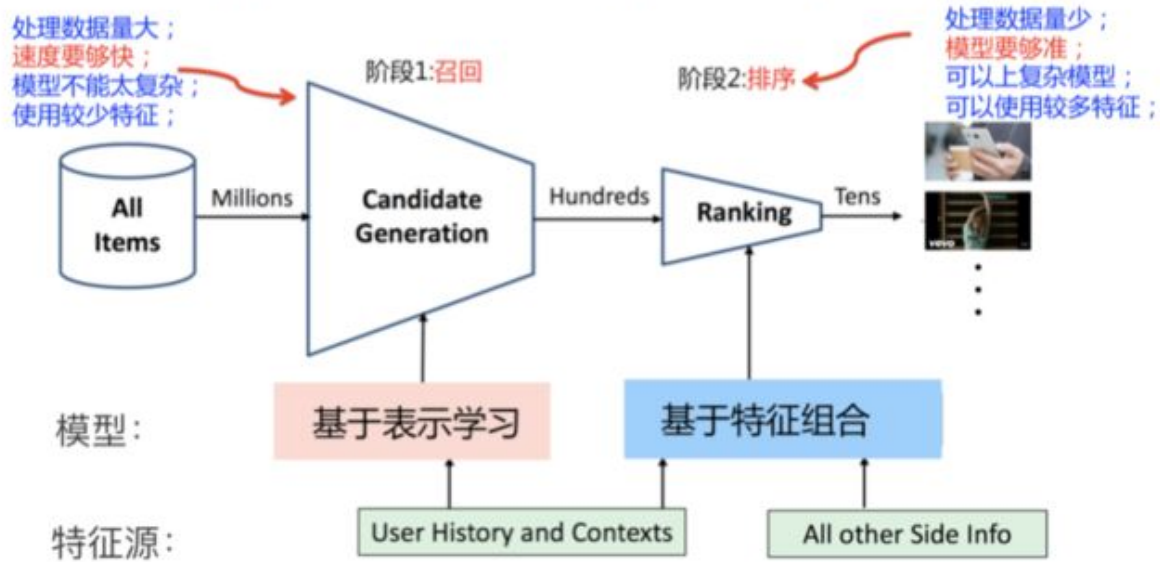 处理数据量大；
速度要够快；
模型不能太复杂；
使用较少特征；
阶段1:召回
阶段2:排序
处理数据量少；
模型要够准；
可以上复杂模型；
可以使用较多特征；
All
Items
Millions
Candidate
Generation
Hundreds
Ranking
Tens
vevo
模型：
基于表示学习
基于特征组合
特征源：
User History and Contexts
All other Side Info